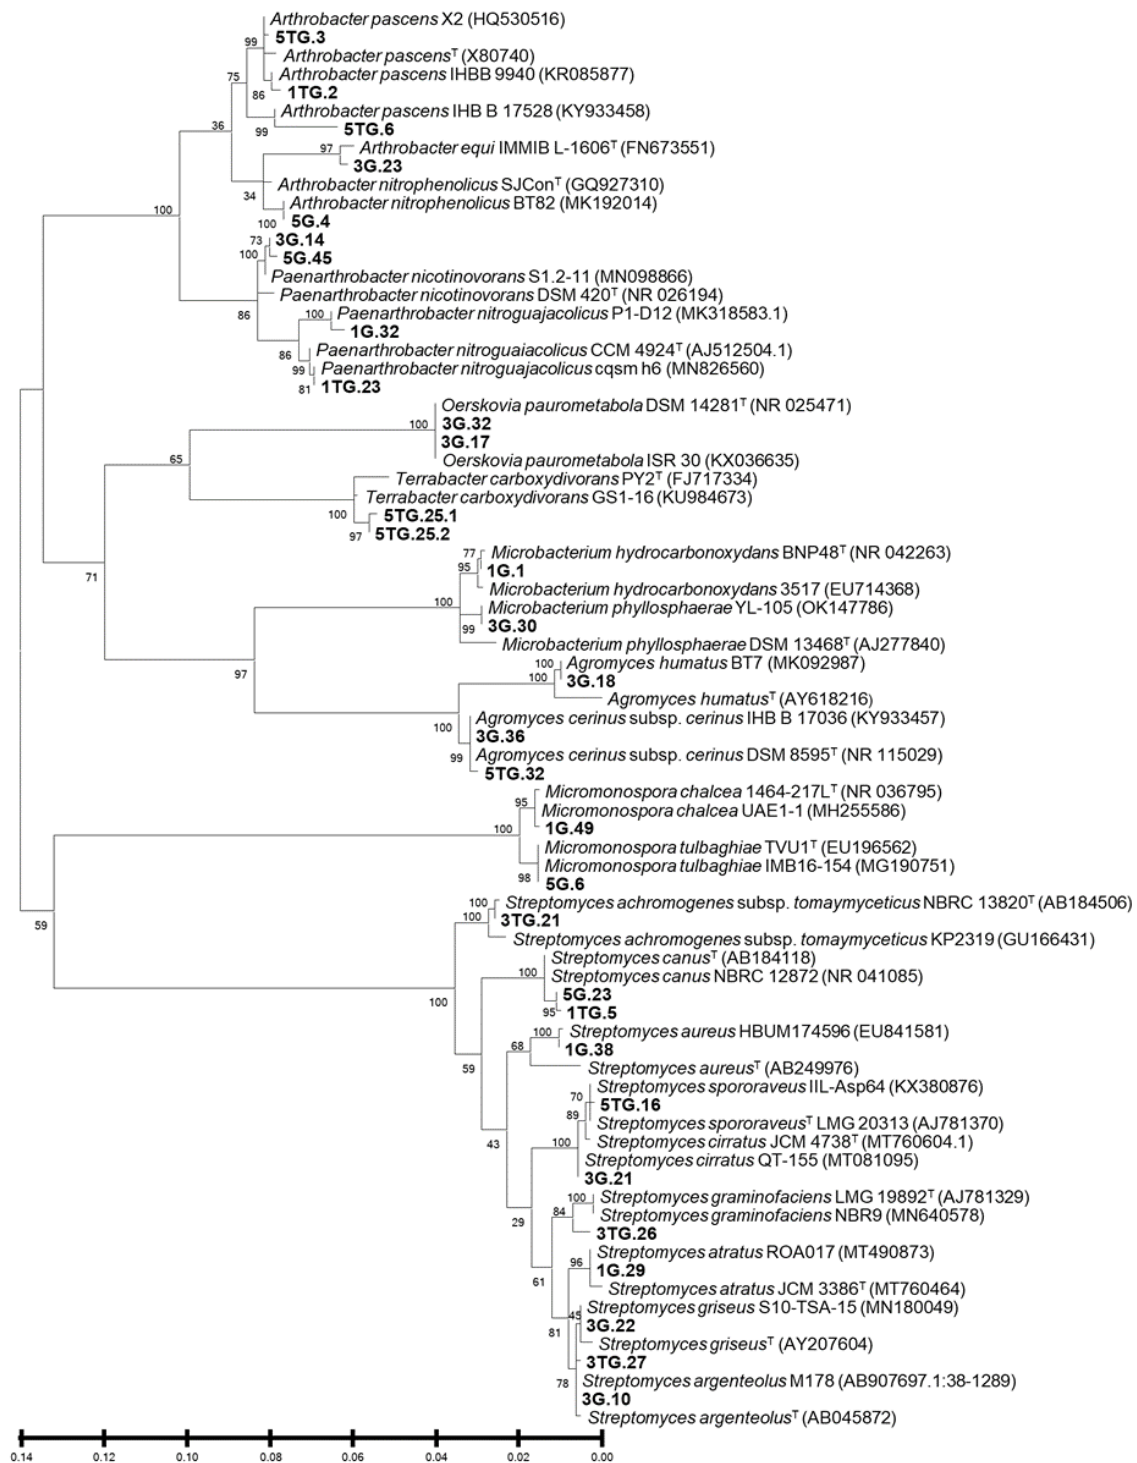 Arthrobacter pascens X2 (HQ530516)
99
5TG.3
Arthrobacter pascensᵀ (X80740)
75
Arthrobacter pascens IHBB 9940 (KR085877)
86
1TG.2
Arthrobacter pascens IHB B 17528 (KY933458)
36
99
5TG.6
97
Arthrobacter equi IMMIB L-1606ᵀ (FN673551)
3G.23
Arthrobacter nitrophenolicus SJConᵀ (GQ927310)
34
Arthrobacter nitrophenolicus BT82 (MK192014)
100
100
5G.4
73
3G.14
100
5G.45
Paenarthrobacter nicotinovorans S1.2-11 (MN098866)
Paenarthrobacter nicotinovorans DSM 420ᵀ (NR 026194)
86
100
Paenarthrobacter nitroguajacolicus P1-D12 (MK318583.1)
1G.32
86
Paenarthrobacter nitroguaiacolicus CCM 4924ᵀ (AJ512504.1)
99
Paenarthrobacter nitroguajacolicus cqsm h6 (MN826560)
81
1TG.23
Oerskovia paurometabola DSM 14281ᵀ (NR 025471)
100
3G.32
3G.17
65
Oerskovia paurometabola ISR 30 (KX036635)
Terrabacter carboxydivorans PY2ᵀ (FJ717334)
Terrabacter carboxydivorans GS1-16 (KU984673)
100
5TG.25.1
97
5TG.25.2
77
Microbacterium hydrocarbonoxydans BNP48ᵀ (NR 042263)
71
95
1G.1
Microbacterium hydrocarbonoxydans 3517 (EU714368)
100
Microbacterium phyllosphaerae YL-105 (OK147786)
99
3G.30
Microbacterium phyllosphaerae DSM 13468ᵀ (AJ277840)
97
100
Agromyces humatus BT7 (MK092987)
100
3G.18
Agromyces humatusᵀ (AY618216)
100
Agromyces cerinus subsp. cerinus IHB B 17036 (KY933457)
3G.36
99
Agromyces cerinus subsp. cerinus DSM 8595ᵀ (NR 115029)
5TG.32
Micromonospora chalcea 1464-217Lᵀ (NR 036795)
95
Micromonospora chalcea UAE1-1 (MH255586)
100
1G.49
Micromonospora tulbaghiae TVU1ᵀ (EU196562)
Micromonospora tulbaghiae IMB16-154 (MG190751)
98
5G.6
100
Streptomyces achromogenes subsp. tomaymyceticus NBRC 13820ᵀ (AB184506)
59
100
3TG.21
Streptomyces achromogenes subsp. tomaymyceticus KP2319 (GU166431)
Streptomyces canusᵀ (AB184118)
100
Streptomyces canus NBRC 12872 (NR 041085)
100
5G.23
95
1TG.5
100
Streptomyces aureus HBUM174596 (EU841581)
68
1G.38
59
Streptomyces aureusᵀ (AB249976)
Streptomyces spororaveus IIL-Asp64 (KX380876)
70
5TG.16
89
Streptomyces spororaveusᵀ LMG 20313 (AJ781370)
43
100
Streptomyces cirratus JCM 4738ᵀ (MT760604.1)
Streptomyces cirratus QT-155 (MT081095)
3G.21
100
Streptomyces graminofaciens LMG 19892ᵀ (AJ781329)
29
84
Streptomyces graminofaciens NBR9 (MN640578)
3TG.26
Streptomyces atratus ROA017 (MT490873)
96
1G.29
61
Streptomyces atratus JCM 3386ᵀ (MT760464)
Streptomyces griseus S10-TSA-15 (MN180049)
45
3G.22
81
Streptomyces griseusᵀ (AY207604)
3TG.27
78
Streptomyces argenteolus M178 (AB907697.1:38-1289)
3G.10
Streptomyces argenteolusᵀ (AB045872)
0.14 0.12 0.10 0.08 0.06 0.04 0.02 0.00